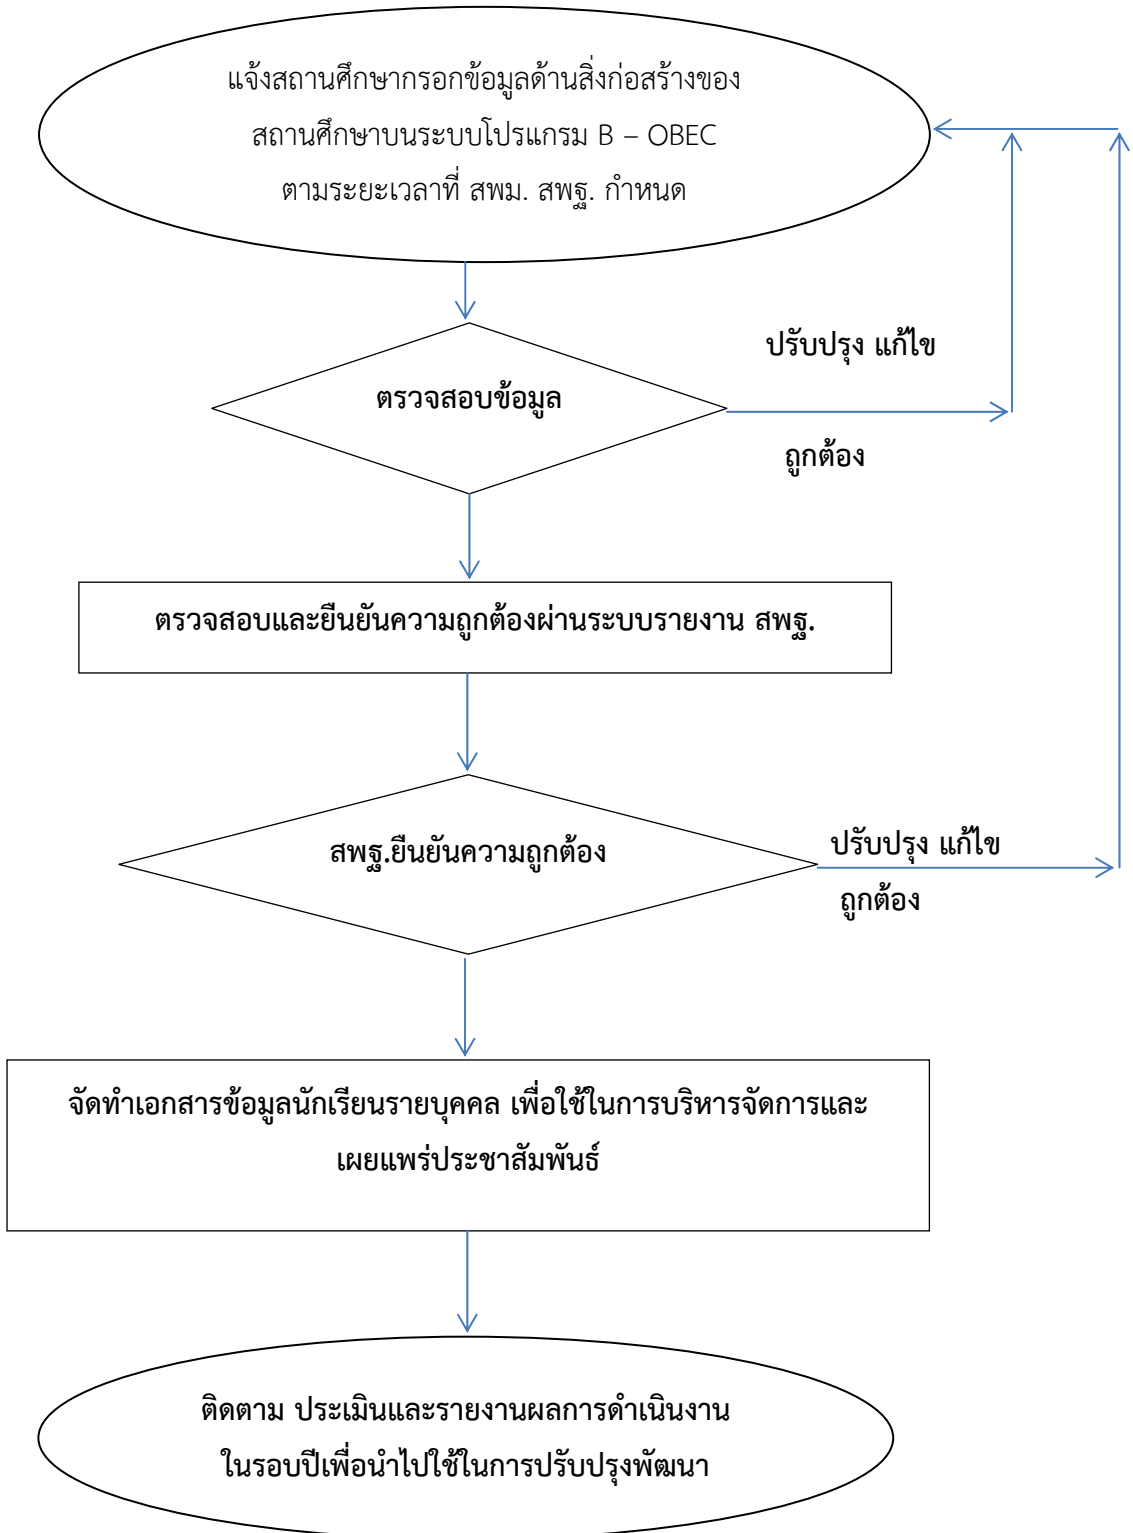 แจ้งสถานศึกษากรอกข้อมูลด้านสิ่งก่อสร้างของ
สถานศึกษาบนระบบโปรแกรม B – OBEC
ตามระยะเวลาที่ สพม. สพฐ. กำหนด
ปรับปรุง แก้ไข
ตรวจสอบข้อมูล
ถูกต้อง
ตรวจสอบและยืนยันความถูกต้องผ่านระบบรายงาน สพฐ.
ปรับปรุง แก้ไข
สพฐ.ยืนยันความถูกต้อง
ถูกต้อง
จัดทำเอกสารข้อมูลนักเรียนรายบุคคล เพื่อใช้ในการบริหารจัดการและ
เผยแพร่ประชาสัมพันธ์
ติดตาม ประเมินและรายงานผลการดำเนินงาน
ในรอบปีเพื่อนำไปใช้ในการปรับปรุงพัฒนา